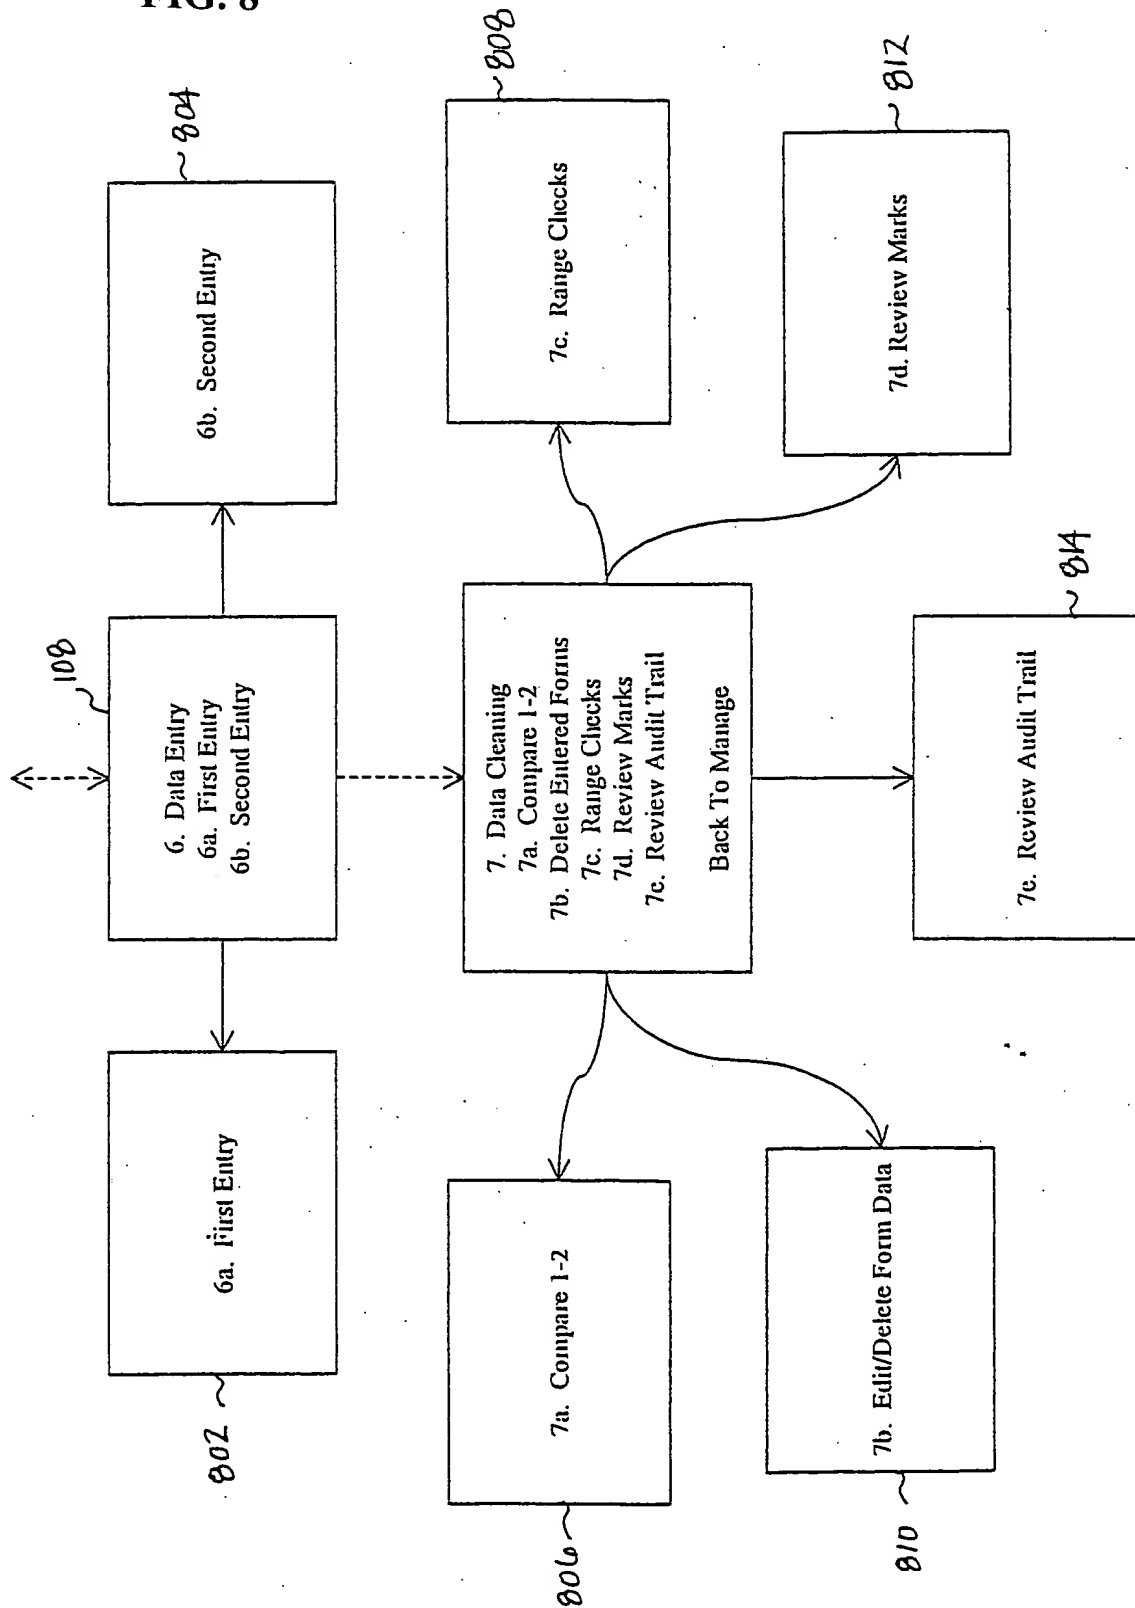 FIG. 8
108
6. Data Entry
6a. First Entry
6b. Second Entry
802
6a. First Entry
804
6b. Second Entry
7. Data Cleaning
7a. Compare 1-2
7b. Delete Entered Forms
7c. Range Checks
7d. Review Marks
7e. Review Audit Trail
Back To Manage
806
7a. Compare 1-2
808
7c. Range Checks
810
7b. Edit/Delete Form Data
812
7d. Review Marks
814
7e. Review Audit Trail